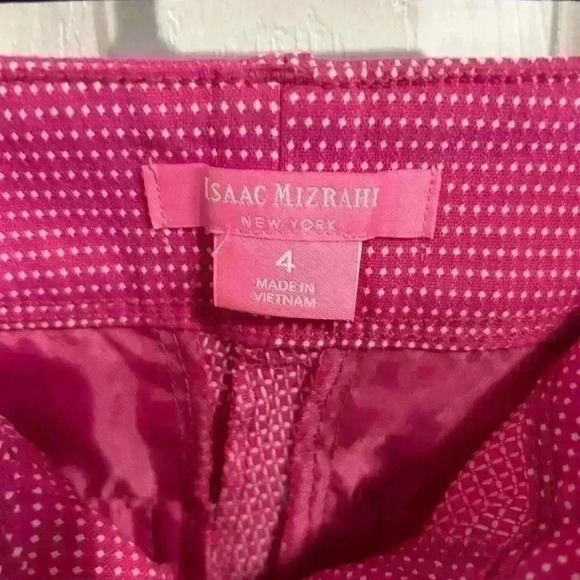 ISAAC MIZRAHI
NEW YORK
4
MADE IN
VIETNAM